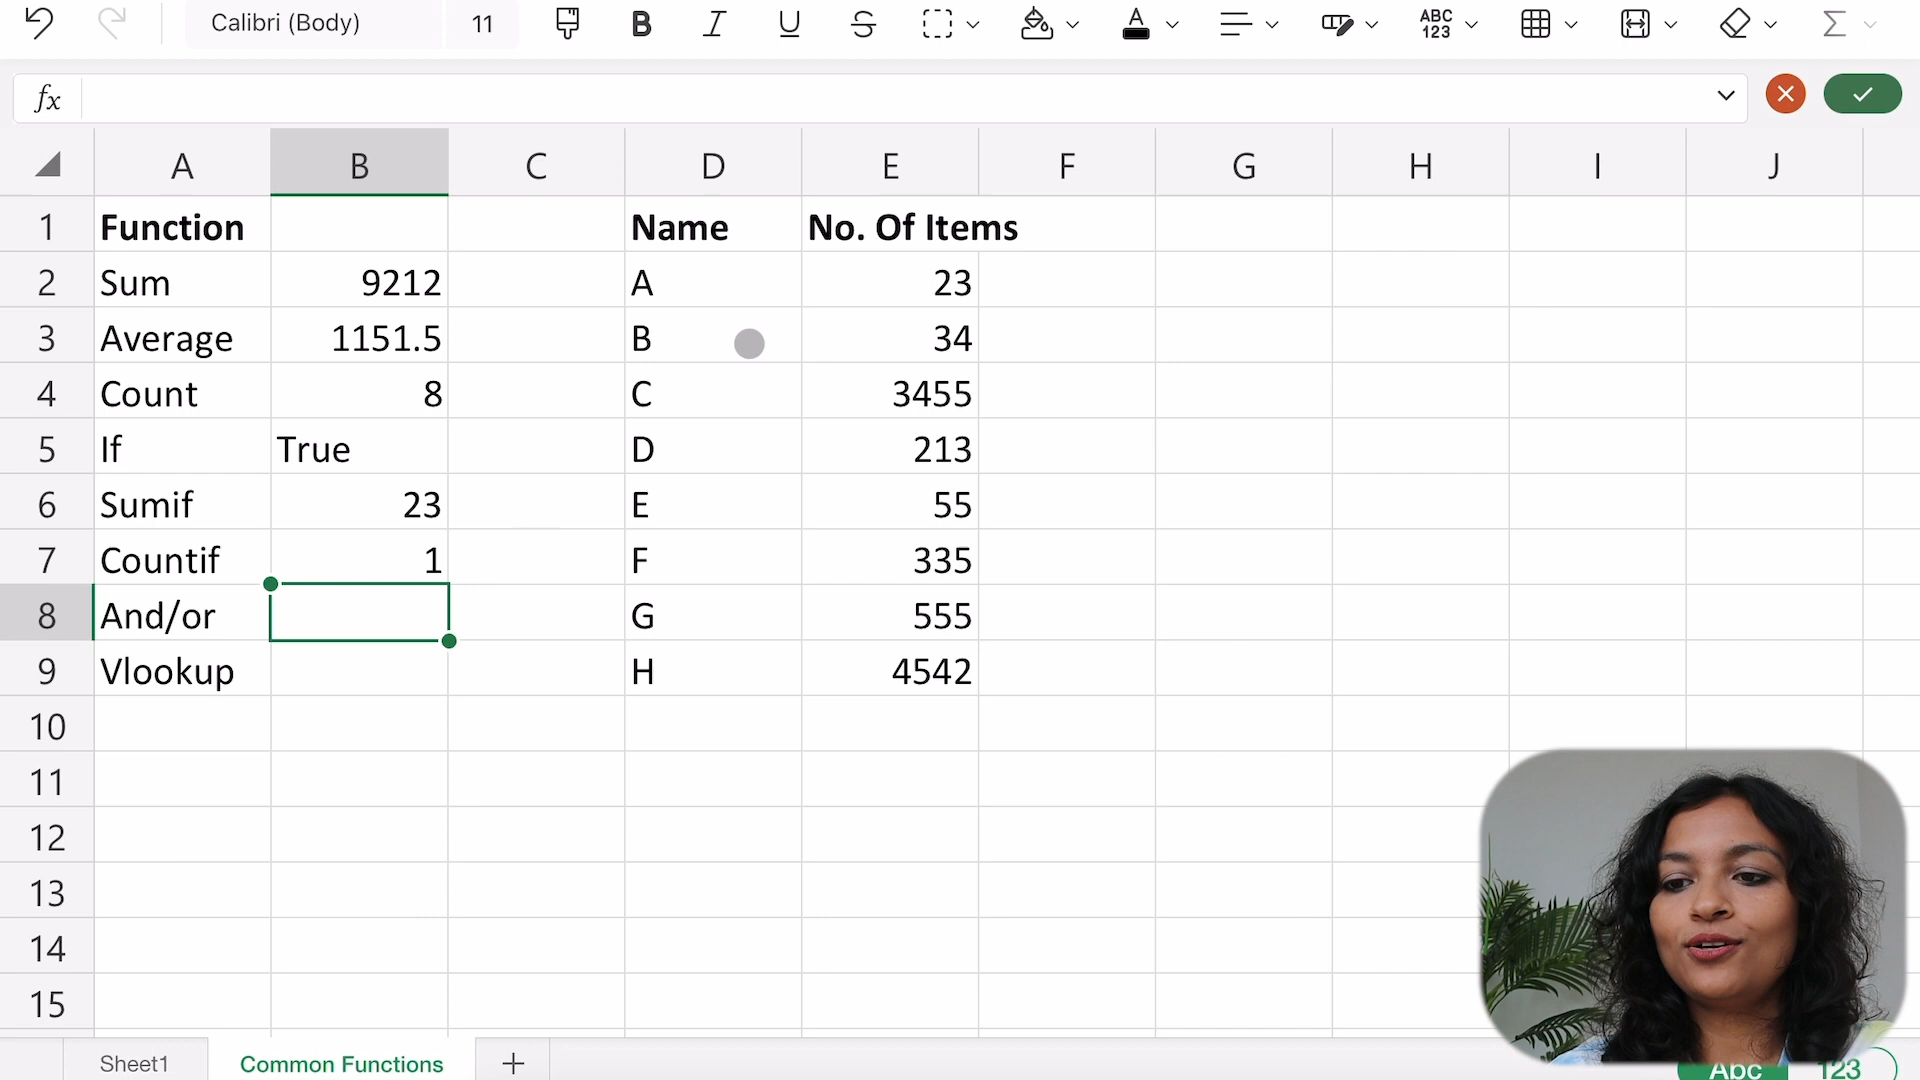 Calibri (Body) 11 B I U S A ABC 123 Σ
fx
A B C D E F G H I J
1 Function Name No. Of Items
2 Sum 9212 A 23
3 Average 1151.5 B 34
4 Count 8 C 3455
5 If True D 213
6 Sumif 23 E 55
7 Countif 1 F 335
8 And/or G 555
9 Vlookup H 4542
10
11
12
13
14
15
Sheet1 Common Functions + Abc 123